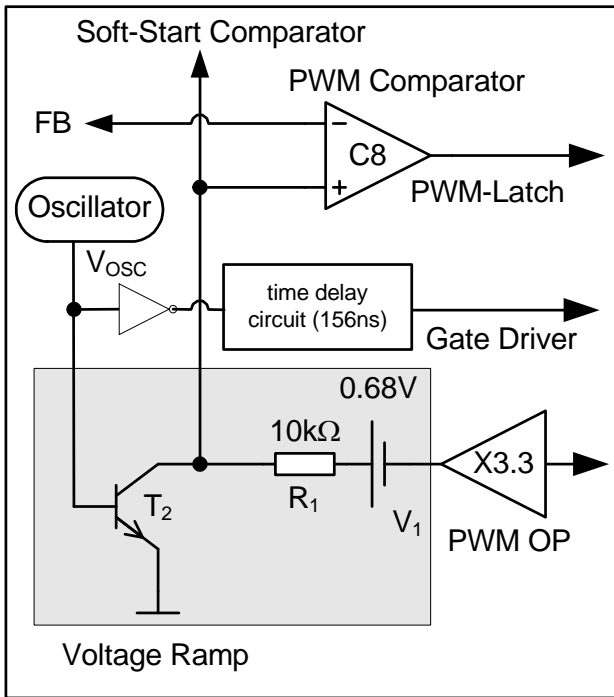 Soft-Start Comparator
PWM Comparator
FB
C8
PWM-Latch
Oscillator
VOSC
time delay
circuit (156ns)
Gate Driver
0.68V
10kΩ
X3.3
T2
R1
V1
PWM OP
Voltage Ramp